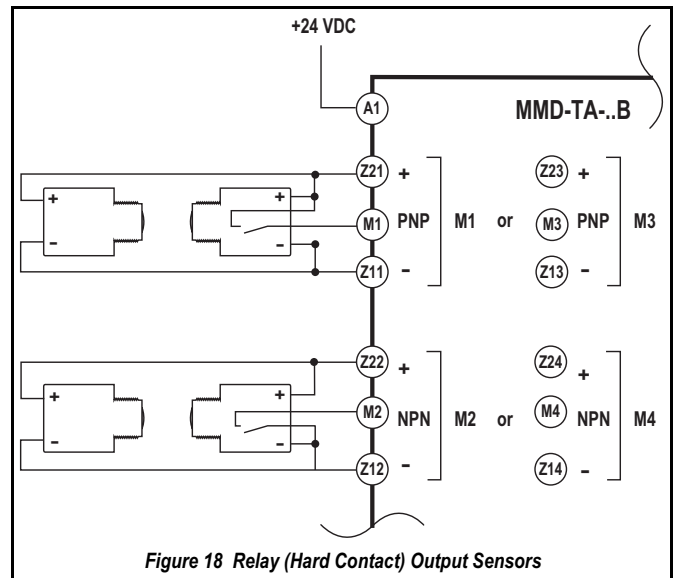 +24 VDC
A1
MMD-TA-..B
Z21 + Z23 +
+ +
M1 PNP M1 or M3 PNP M3
- -
Z11 - Z13 -
Z22 + Z24 +
+ +
M2 NPN M2 or M4 NPN M4
- -
Z12 - Z14 -
Figure 18 Relay (Hard Contact) Output Sensors